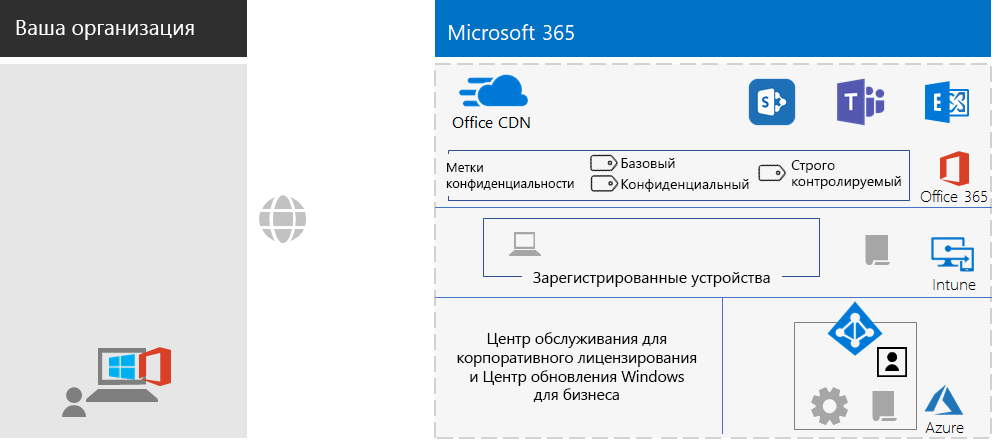 Ваша организация
Microsoft 365
Office CDN
S
T
E
Метки
конфиденциальности
Базовый
Конфиденциальный
Строго
контролируемый
Office 365
Зарегистрированные устройства
Intune
Центр обслуживания для
корпоративного лицензирования
и Центр обновления Windows
для бизнеса
Azure